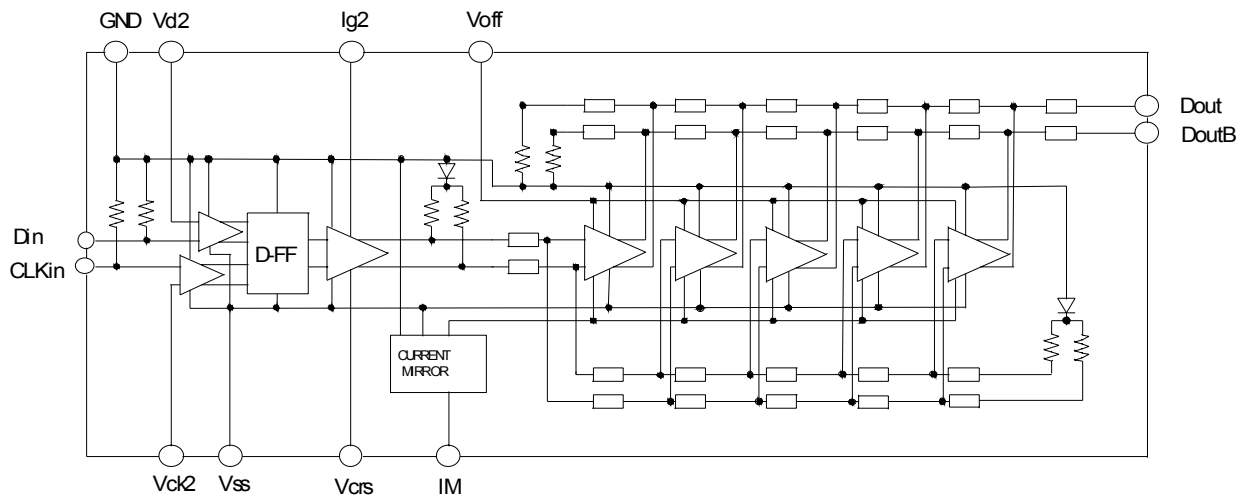 GND Vd2 Ig2 Voff
Dout
DoutB
Din
CLKin
D-FF
CURRENT
MIRROR
Vck2 Vss Vcrs IM